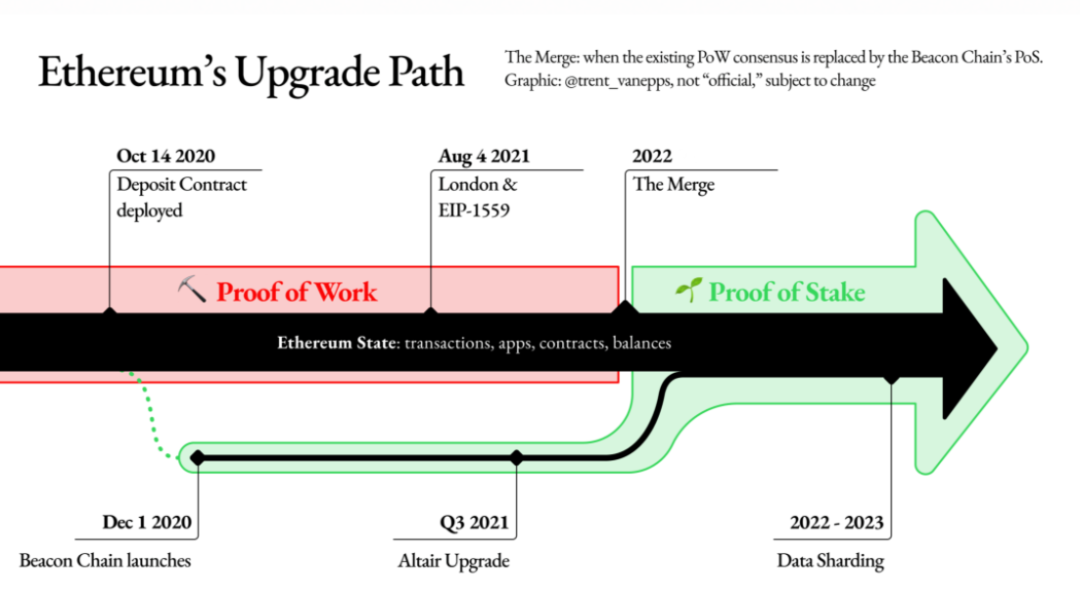 Ethereum’s Upgrade Path
The Merge: when the existing PoW consensus is replaced by the Beacon Chain’s PoS.
Graphic: @trent_vanepps, not “official,” subject to change
Oct 14 2020
Deposit Contract
deployed
Aug 4 2021
London &
EIP-1559
2022
The Merge
Proof of Work
Proof of Stake
Ethereum State: transactions, apps, contracts, balances
Dec 1 2020
Beacon Chain launches
Q3 2021
Altair Upgrade
2022 - 2023
Data Sharding